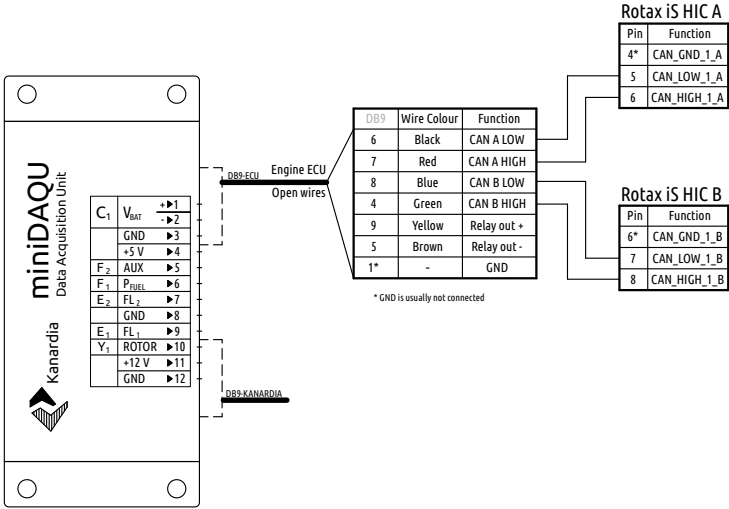 Rotax iS HIC A
Pin Function
4* CAN_GND_1_A
5 CAN_LOW_1_A
6 CAN_HIGH_1_A
DB9 Wire Colour Function
6 Black CAN A LOW
7 Red CAN A HIGH
8 Blue CAN B LOW
4 Green CAN B HIGH
9 Yellow Relay out +
5 Brown Relay out -
1* - GND
* GND is usually not connected
Rotax iS HIC B
Pin Function
6* CAN_GND_1_B
7 CAN_LOW_1_B
8 CAN_HIGH_1_B
DB9-ECU
Engine ECU
Open wires
miniDAQU
Data Acquisition Unit
Kanardia
C₁ V_BAT + ▶1
- ▶2
GND ▶3
+5 V ▶4
F₂ AUX ▶5
F₁ P_FUEL ▶6
E₂ FL₂ ▶7
GND ▶8
E₁ FL₁ ▶9
Y₁ ROTOR ▶10
+12 V ▶11
GND ▶12
DB9-KANARDIA